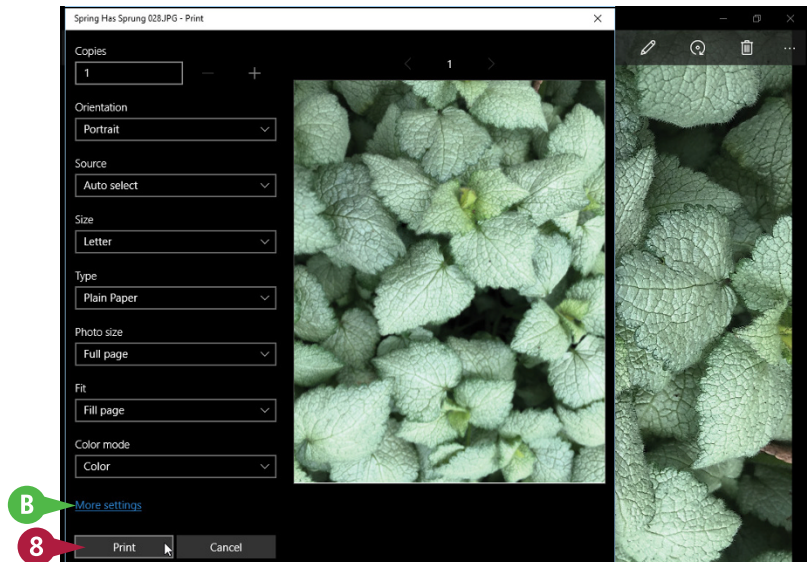 Spring Has Sprung 028.JPG - Print
Copies
1
1
Orientation
Portrait
Source
Auto select
Size
Letter
Type
Plain Paper
Photo size
Full page
Fit
Fill page
Color mode
Color
B
More settings
8
Print Cancel